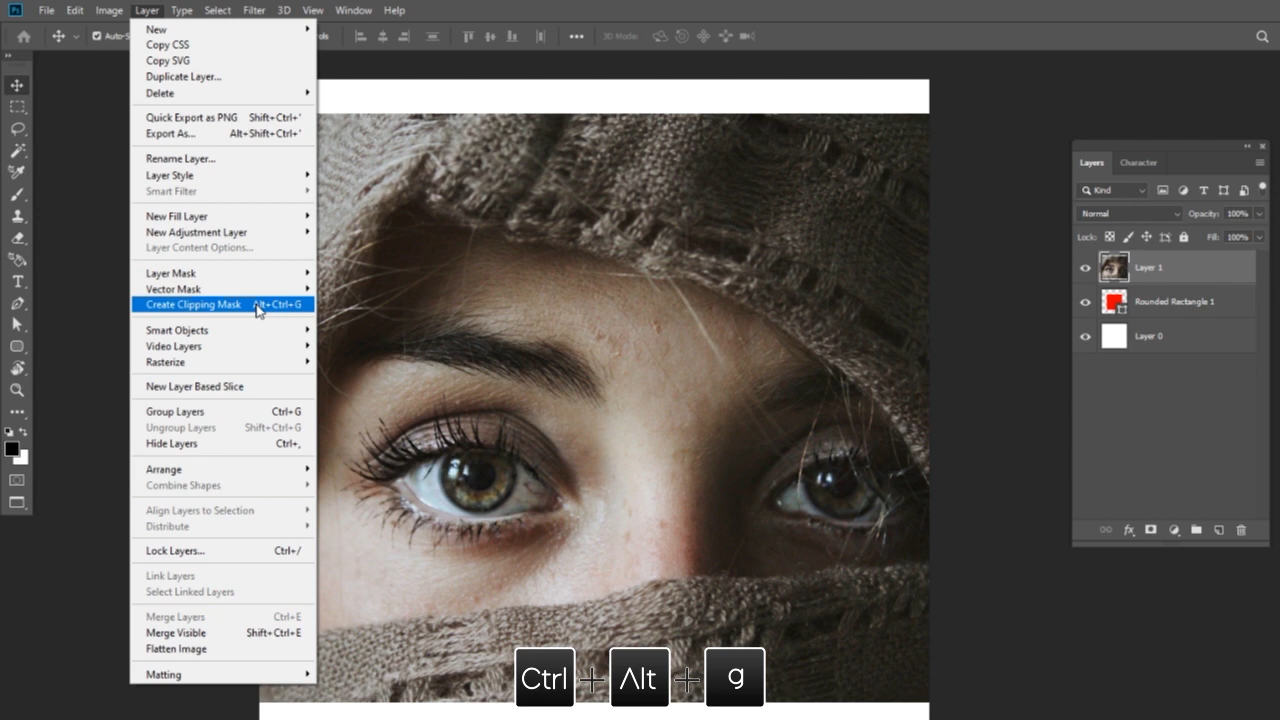 Ps File Edit Image Layer Type Select Filter 3D View Window Help
Auto-S
ols
3D Mode:
New
Copy CSS
Copy SVG
Duplicate Layer...
Delete
Quick Export as PNG Shift+Ctrl+'
Export As... Alt+Shift+Ctrl+'
Rename Layer...
Layer Style
Smart Filter
New Fill Layer
New Adjustment Layer
Layer Content Options...
Layer Mask
Vector Mask
Create Clipping Mask Alt+Ctrl+G
Smart Objects
Video Layers
Rasterize
New Layer Based Slice
Group Layers Ctrl+G
Ungroup Layers Shift+Ctrl+G
Hide Layers Ctrl+,
Arrange
Combine Shapes
Align Layers to Selection
Distribute
Lock Layers... Ctrl+/
Link Layers
Select Linked Layers
Merge Layers Ctrl+E
Merge Visible Shift+Ctrl+E
Flatten Image
Matting
Layers Character
Kind
Normal Opacity: 100%
Lock: Fill: 100%
Layer 1
Rounded Rectangle 1
Layer 0
fx
Ctrl + Alt + g